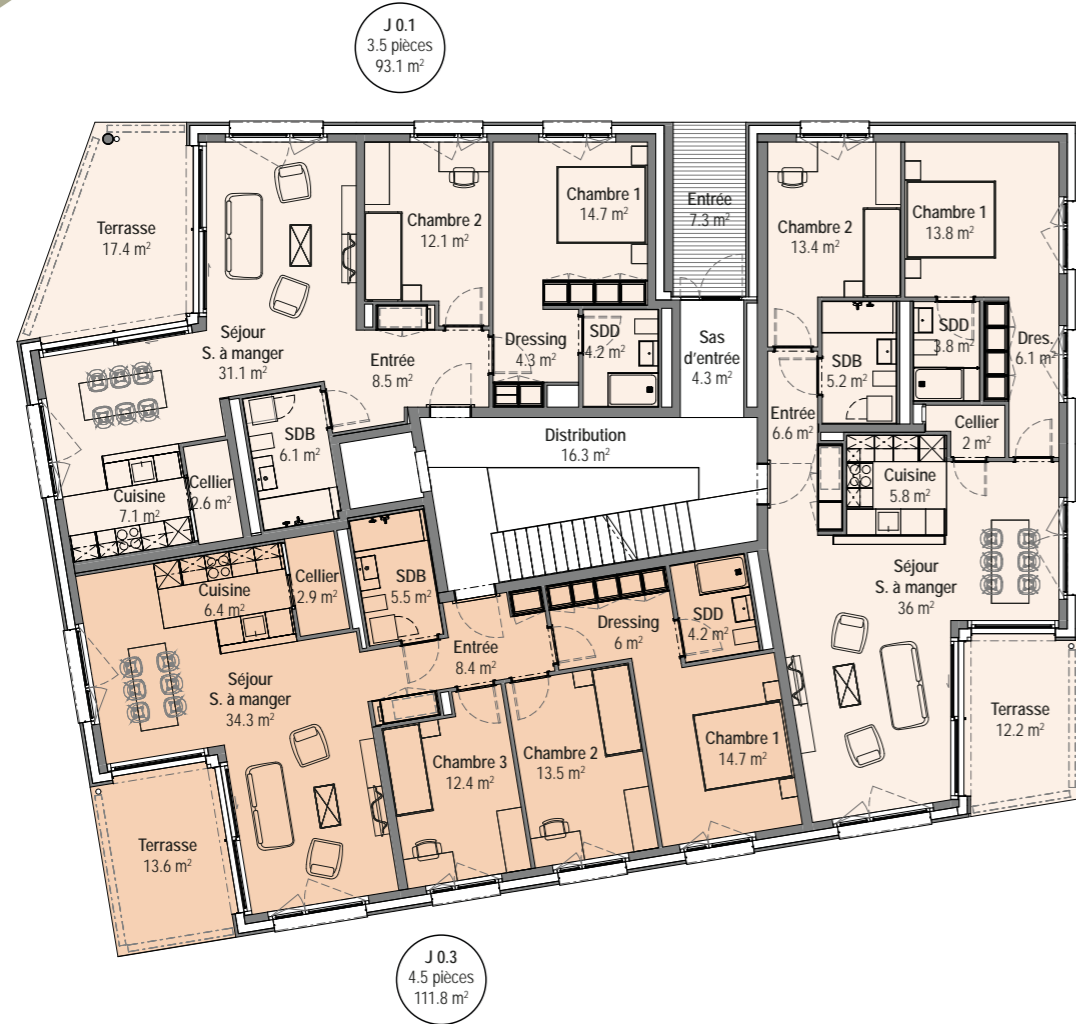 J 0.1
3.5 pièces
93.1 m²
Terrasse
17.4 m²
Séjour
S. à manger
31.1 m²
Chambre 2
12.1 m²
Chambre 1
14.7 m²
Entrée
8.5 m²
Dressing
4.3 m²
SDD
4.2 m²
SDB
6.1 m²
Cuisine
7.1 m²
Cellier
2.6 m²
Entrée
7.3 m²
Sas
d'entrée
4.3 m²
Distribution
16.3 m²
Chambre 2
13.4 m²
Chambre 1
13.8 m²
SDB
5.2 m²
SDD
3.8 m²
Dres.
6.1 m²
Entrée
6.6 m²
Cellier
2 m²
Cuisine
5.8 m²
Séjour
S. à manger
36 m²
Terrasse
12.2 m²
Cuisine
6.4 m²
Cellier
2.9 m²
SDB
5.5 m²
Entrée
8.4 m²
Dressing
6 m²
SDD
4.2 m²
Séjour
S. à manger
34.3 m²
Chambre 3
12.4 m²
Chambre 2
13.5 m²
Chambre 1
14.7 m²
Terrasse
13.6 m²
J 0.3
4.5 pièces
111.8 m²